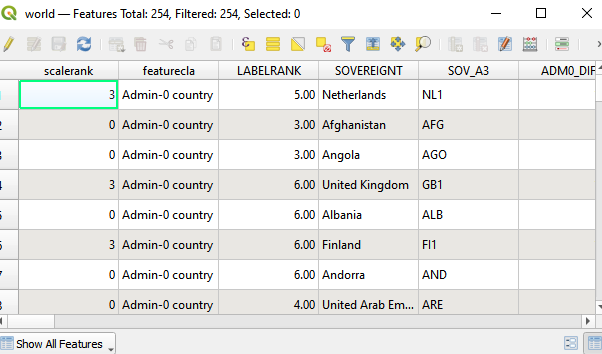 world — Features Total: 254, Filtered: 254, Selected: 0
scalerank featurecla LABELRANK SOVEREIGNT SOV_A3 ADM0_DIF
1 3 Admin-0 country 5.00 Netherlands NL1
2 0 Admin-0 country 3.00 Afghanistan AFG
3 0 Admin-0 country 3.00 Angola AGO
4 3 Admin-0 country 6.00 United Kingdom GB1
5 0 Admin-0 country 6.00 Albania ALB
6 3 Admin-0 country 6.00 Finland FI1
7 0 Admin-0 country 6.00 Andorra AND
8 0 Admin-0 country 4.00 United Arab Em... ARE
Show All Features